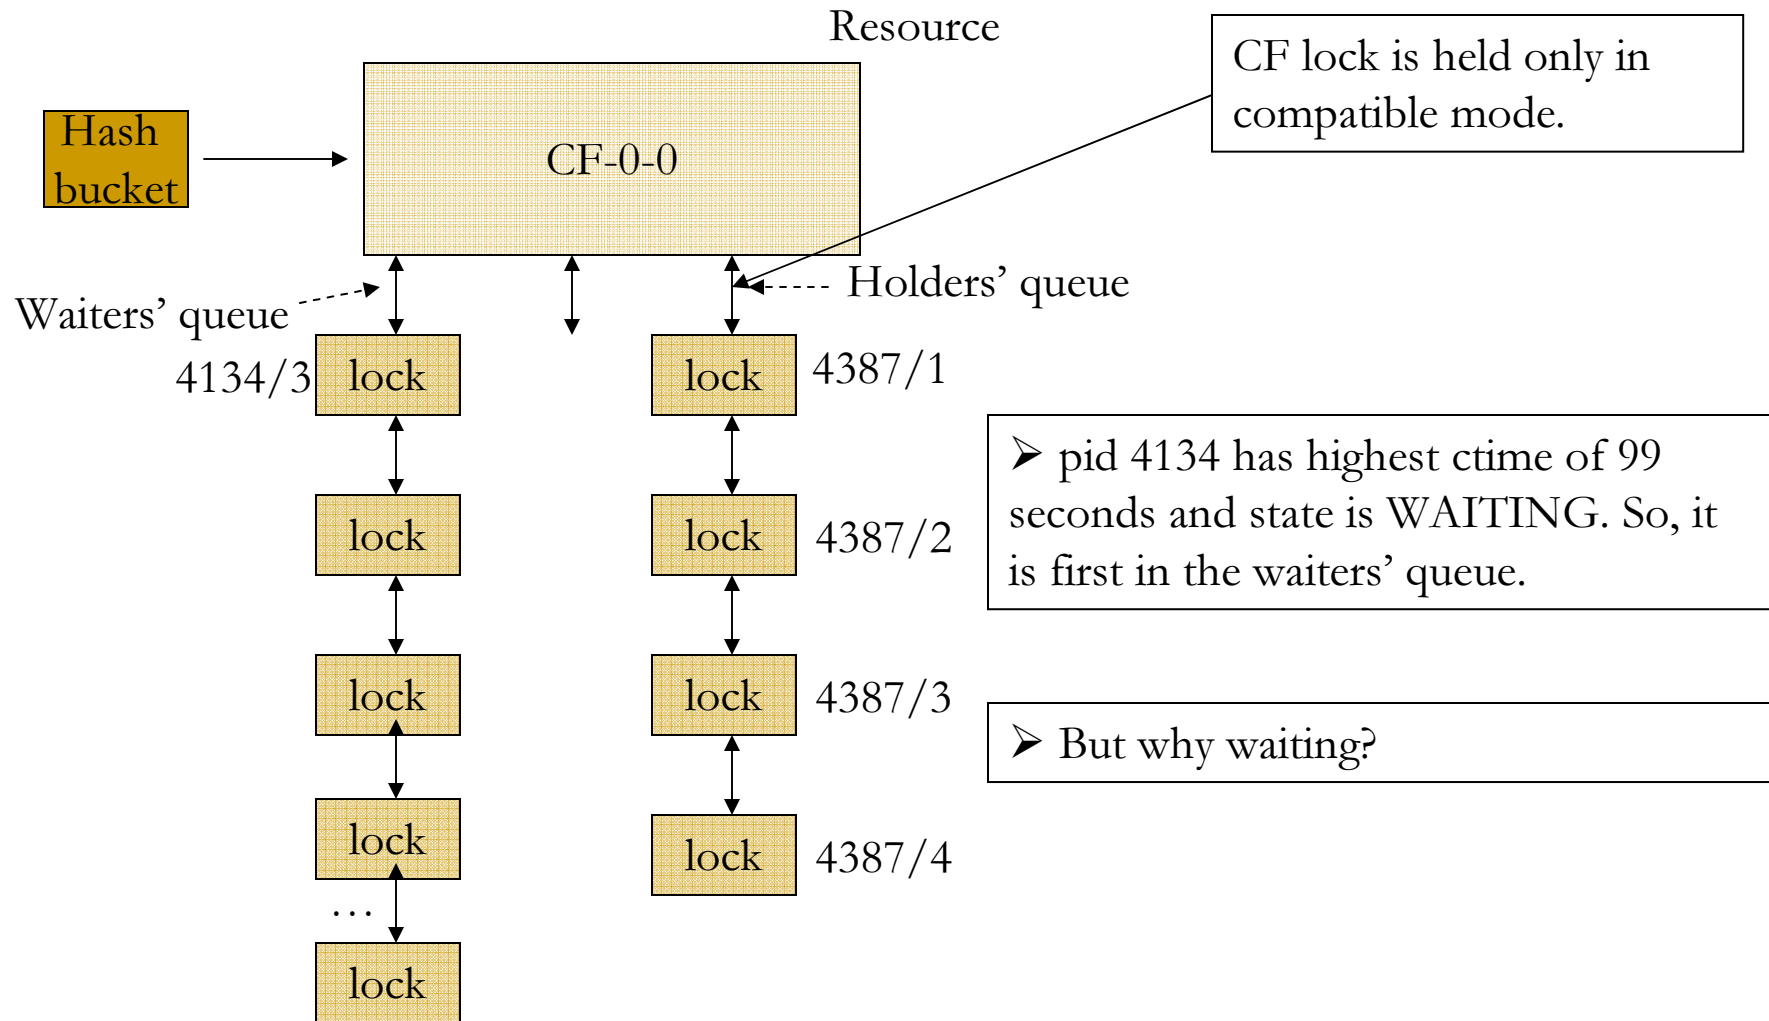 Resource
CF lock is held only in
compatible mode.
Hash
bucket
CF-0-0
Waiters’ queue
Holders’ queue
4134/3
lock
lock
4387/1
lock
lock
4387/2
lock
lock
4387/3
lock
lock
4387/4
…
lock
➢ pid 4134 has highest ctime of 99
seconds and state is WAITING. So, it
is first in the waiters’ queue.
➢ But why waiting?